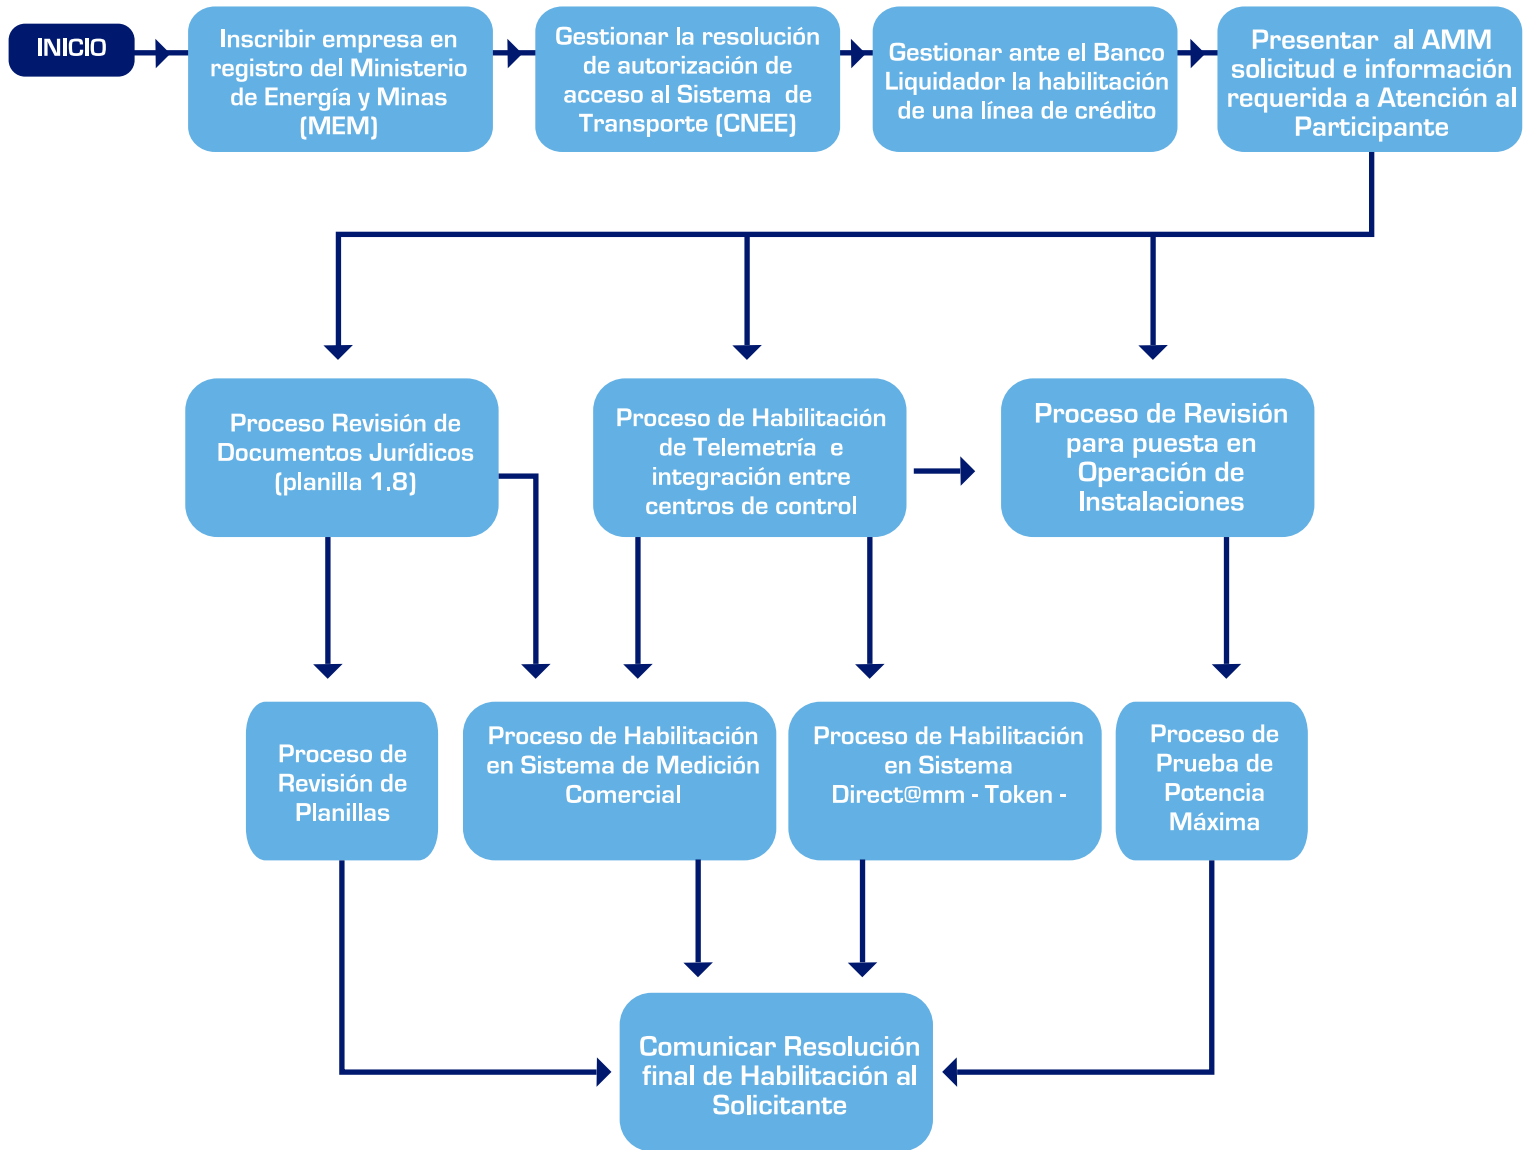 INICIO
Inscribir empresa en
registro del Ministerio
de Energía y Minas
(MEM)
Gestionar la resolución
de autorización de
acceso al Sistema de
Transporte (CNEE)
Gestionar ante el Banco
Liquidador la habilitación
de una línea de crédito
Presentar al AMM
solicitud e información
requerida a Atención al
Participante
Proceso Revisión de
Documentos Jurídicos
(planilla 1.8)
Proceso de Habilitación
de Telemetría e
integración entre
centros de control
Proceso de Revisión
para puesta en
Operación de
Instalaciones
Proceso de
Revisión de
Planillas
Proceso de Habilitación
en Sistema de Medición
Comercial
Proceso de Habilitación
en Sistema
Direct@mm - Token -
Proceso de
Prueba de
Potencia
Máxima
Comunicar Resolución
final de Habilitación al
Solicitante